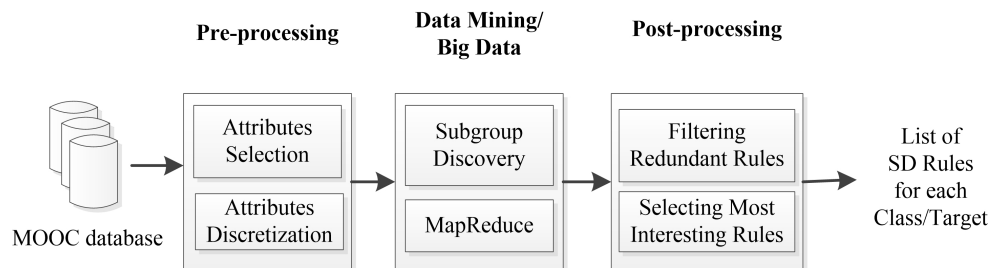 Pre-processing
Data Mining/
Big Data
Post-processing
MOOC database
Attributes
Selection
Attributes
Discretization
Subgroup
Discovery
MapReduce
Filtering
Redundant Rules
Selecting Most
Interesting Rules
List of
SD Rules
for each
Class/Target